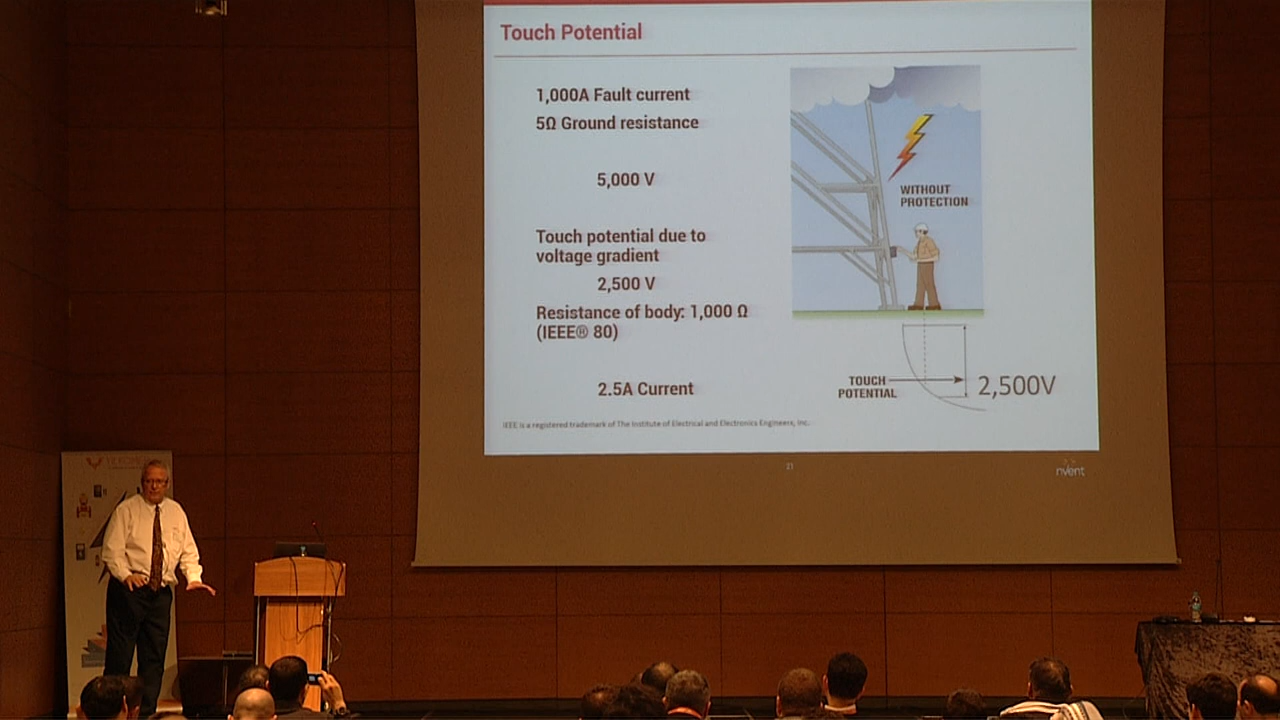 Touch Potential
1,000A Fault current
5Ω Ground resistance
5,000 V
Touch potential due to
voltage gradient
2,500 V
Resistance of body: 1,000 Ω
(IEEE® 80)
2.5A Current
WITHOUT
PROTECTION
TOUCH
POTENTIAL
2,500V
IEEE is a registered trademark of The Institute of Electrical and Electronics Engineers, Inc.
21
nvent